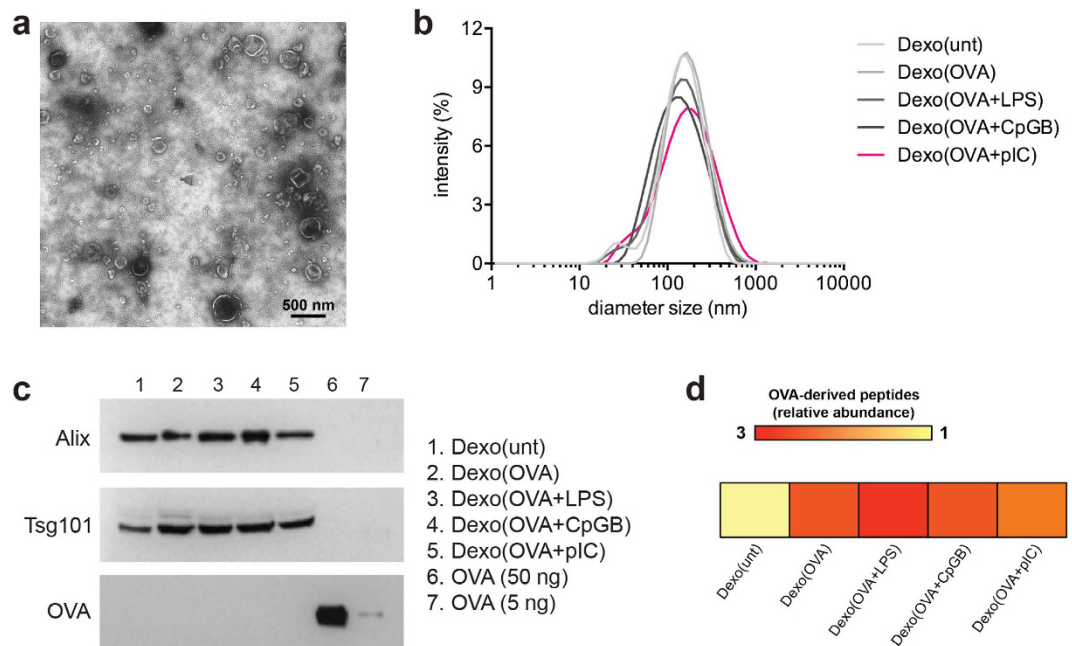 a
500 nm
b
12
9
6
3
0
intensity (%)
1
10
100
1000
10000
diameter size (nm)
Dexo(unt)
Dexo(OVA)
Dexo(OVA+LPS)
Dexo(OVA+CpGB)
Dexo(OVA+pIC)
c
1 2 3 4 5 6 7
Alix
Tsg101
OVA
1. Dexo(unt)
2. Dexo(OVA)
3. Dexo(OVA+LPS)
4. Dexo(OVA+CpGB)
5. Dexo(OVA+pIC)
6. OVA (50 ng)
7. OVA (5 ng)
d
OVA-derived peptides
(relative abundance)
3 1
Dexo(unt)
Dexo(OVA)
Dexo(OVA+LPS)
Dexo(OVA+CpGB)
Dexo(OVA+pIC)